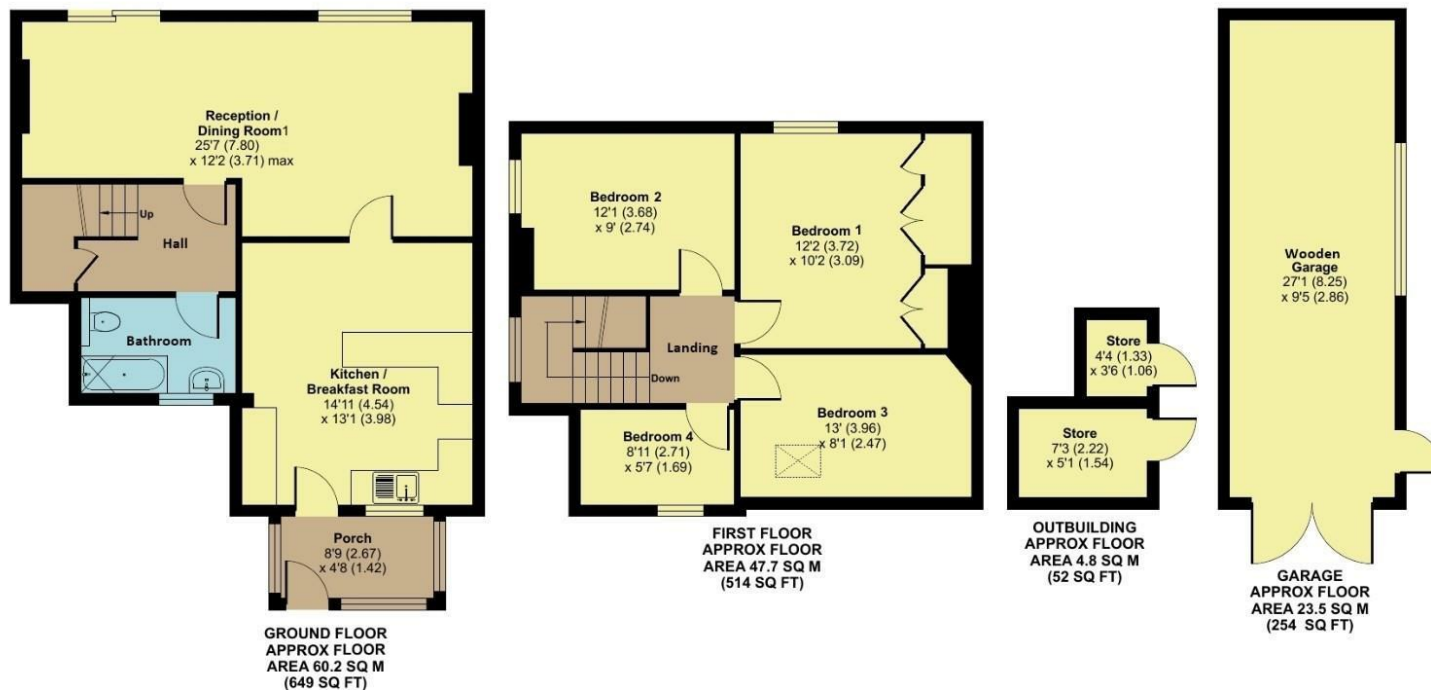 Reception /
Dining Room1
25'7 (7.80)
x 12'2 (3.71) max
Up
Hall
Bathroom
Kitchen /
Breakfast Room
14'11 (4.54)
x 13'1 (3.98)
Porch
8'9 (2.67)
x 4'8 (1.42)
GROUND FLOOR
APPROX FLOOR
AREA 60.2 SQ M
(649 SQ FT)
Bedroom 2
12'1 (3.68)
x 9' (2.74)
Bedroom 1
12'2 (3.72)
x 10'2 (3.09)
Landing
Down
Bedroom 4
8'11 (2.71)
x 5'7 (1.69)
Bedroom 3
13' (3.96)
x 8'1 (2.47)
FIRST FLOOR
APPROX FLOOR
AREA 47.7 SQ M
(514 SQ FT)
Store
4'4 (1.33)
x 3'6 (1.06)
Store
7'3 (2.22)
x 5'1 (1.54)
OUTBUILDING
APPROX FLOOR
AREA 4.8 SQ M
(52 SQ FT)
Wooden
Garage
27'1 (8.25)
x 9'5 (2.86)
GARAGE
APPROX FLOOR
AREA 23.5 SQ M
(254 SQ FT)